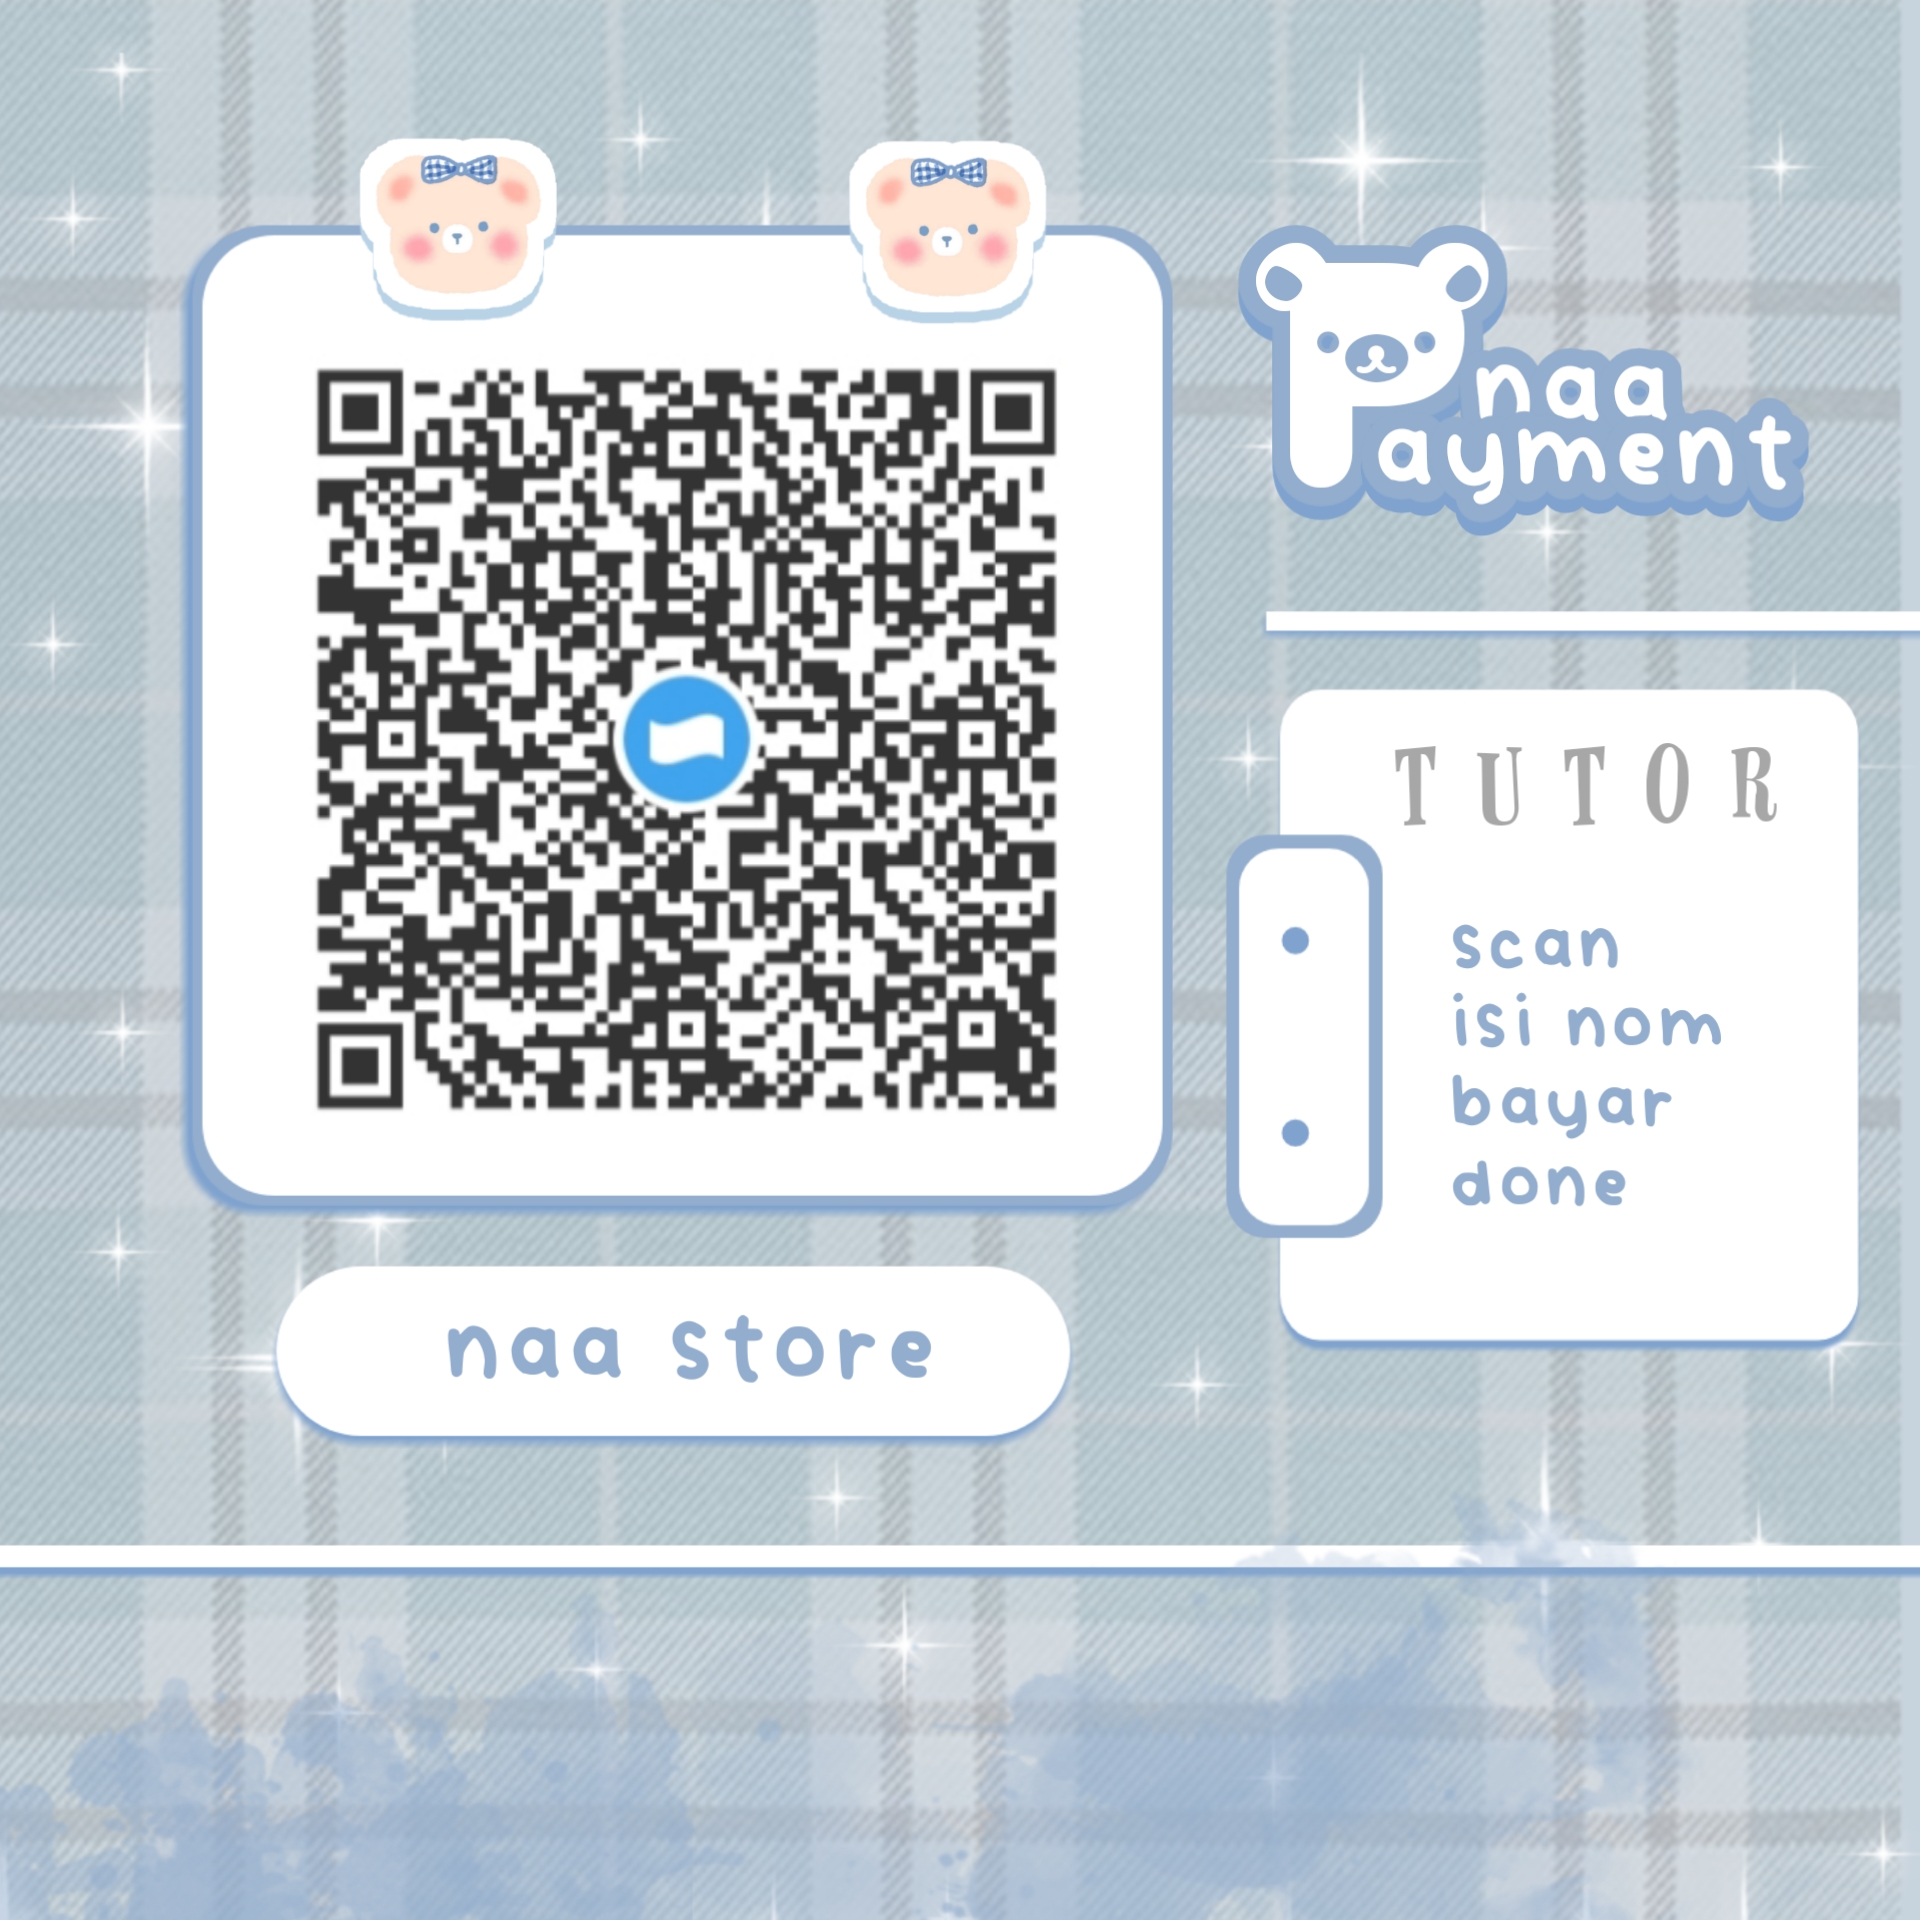 naa
Payment
TUTOR
scan
isi nom
bayar
done
naa store